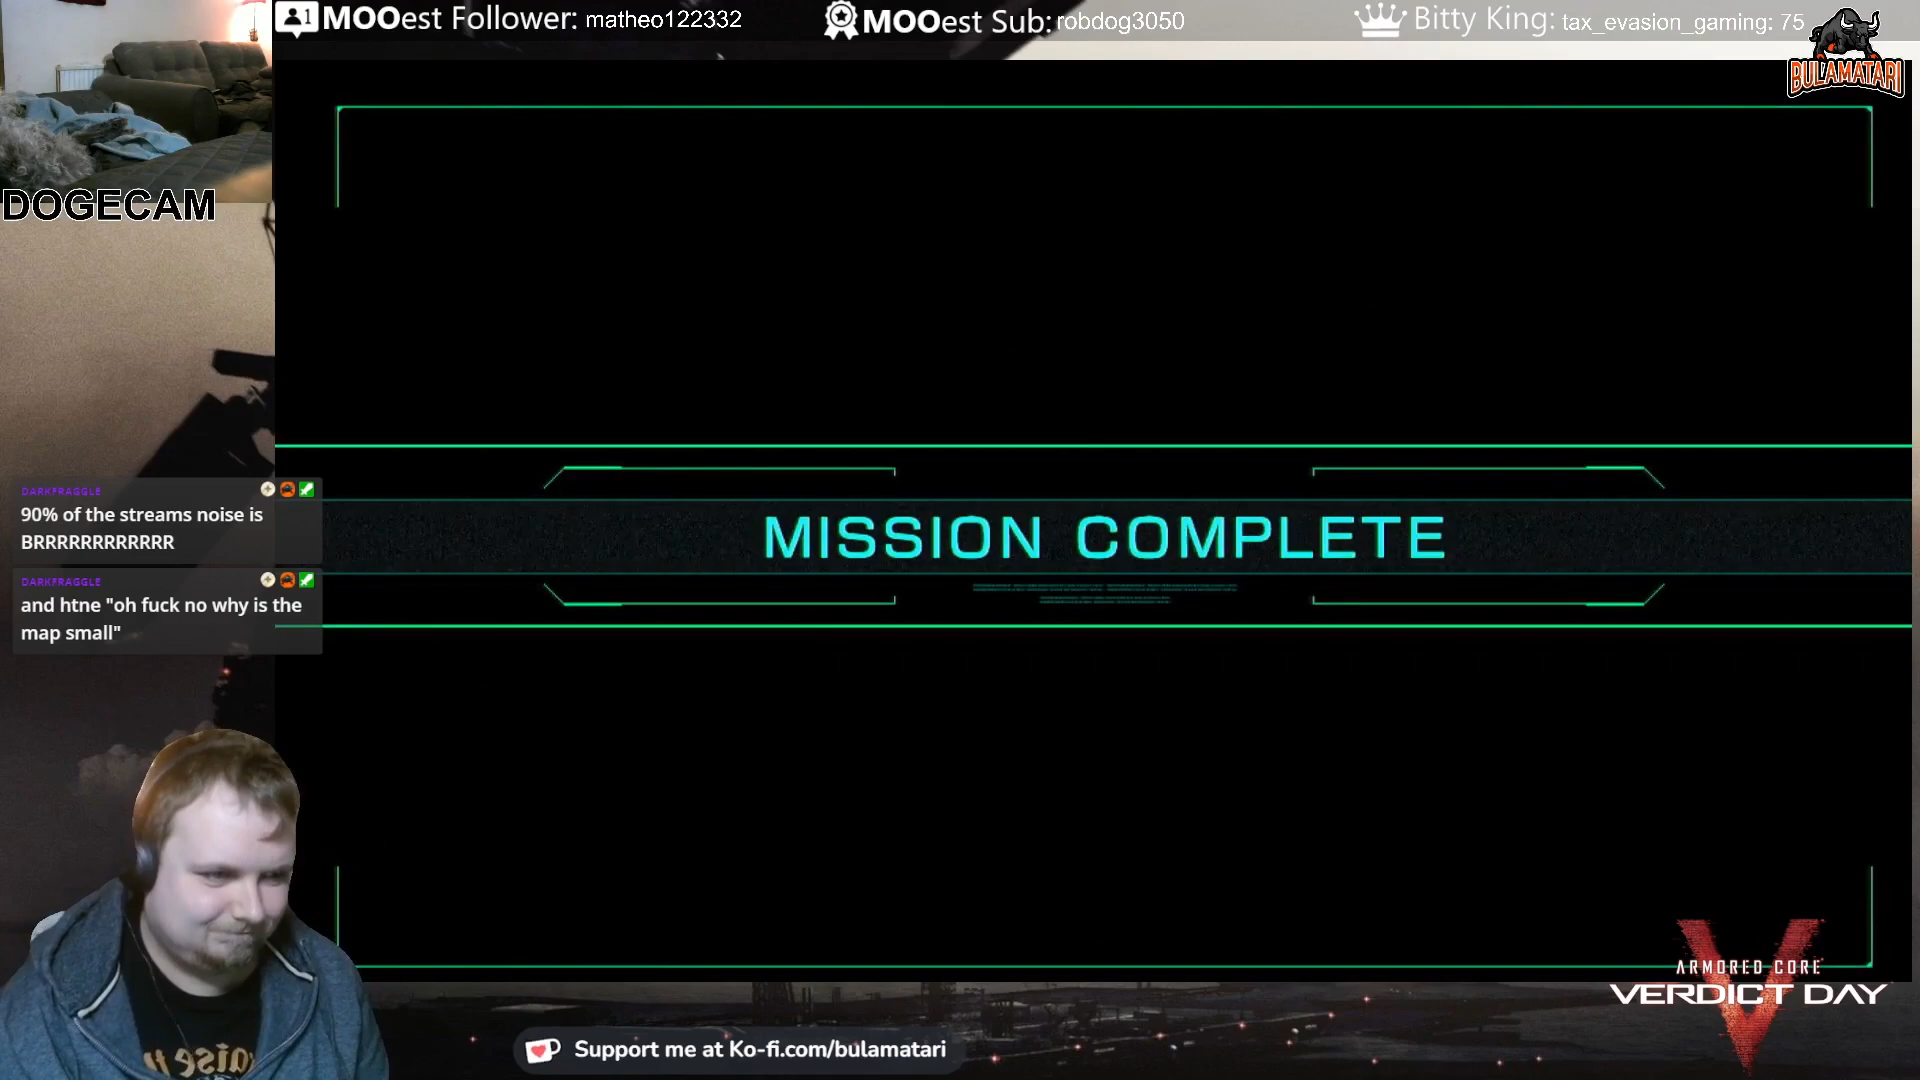 MOOest Follower: matheo122332
MOOest Sub: robdog3050
Bitty King: tax_evasion_gaming: 75
BULAMATARI
DOGECAM
DARKFRAGGLE
90% of the streams noise is
BRRRRRRRRRRRR
DARKFRAGGLE
and htne "oh fuck no why is the
map small"
MISSION COMPLETE
ARMORED CORE
V
VERDICT DAY
Support me at Ko-fi.com/bulamatari